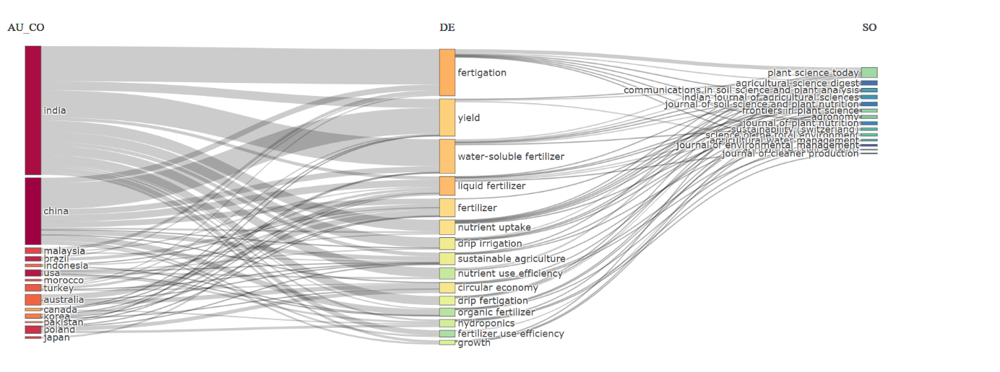 AU_CO
DE
SO
india
china
malaysia
brazil
indonesia
usa
morocco
turkey
australia
canada
korea
pakistan
poland
japan
fertigation
yield
water-soluble fertilizer
liquid fertilizer
fertilizer
nutrient uptake
drip irrigation
sustainable agriculture
nutrient use efficiency
circular economy
drip fertigation
organic fertilizer
hydroponics
fertilizer use efficiency
growth
plant science today
agricultural science digest
communications in soil science and plant analysis
indian journal of agricultural sciences
journal of soil science and plant nutrition
frontiers in plant science
agronomy
journal of plant nutrition
sustainability (switzerland)
science of the total environment
agricultural water management
journal of environmental management
journal of cleaner production